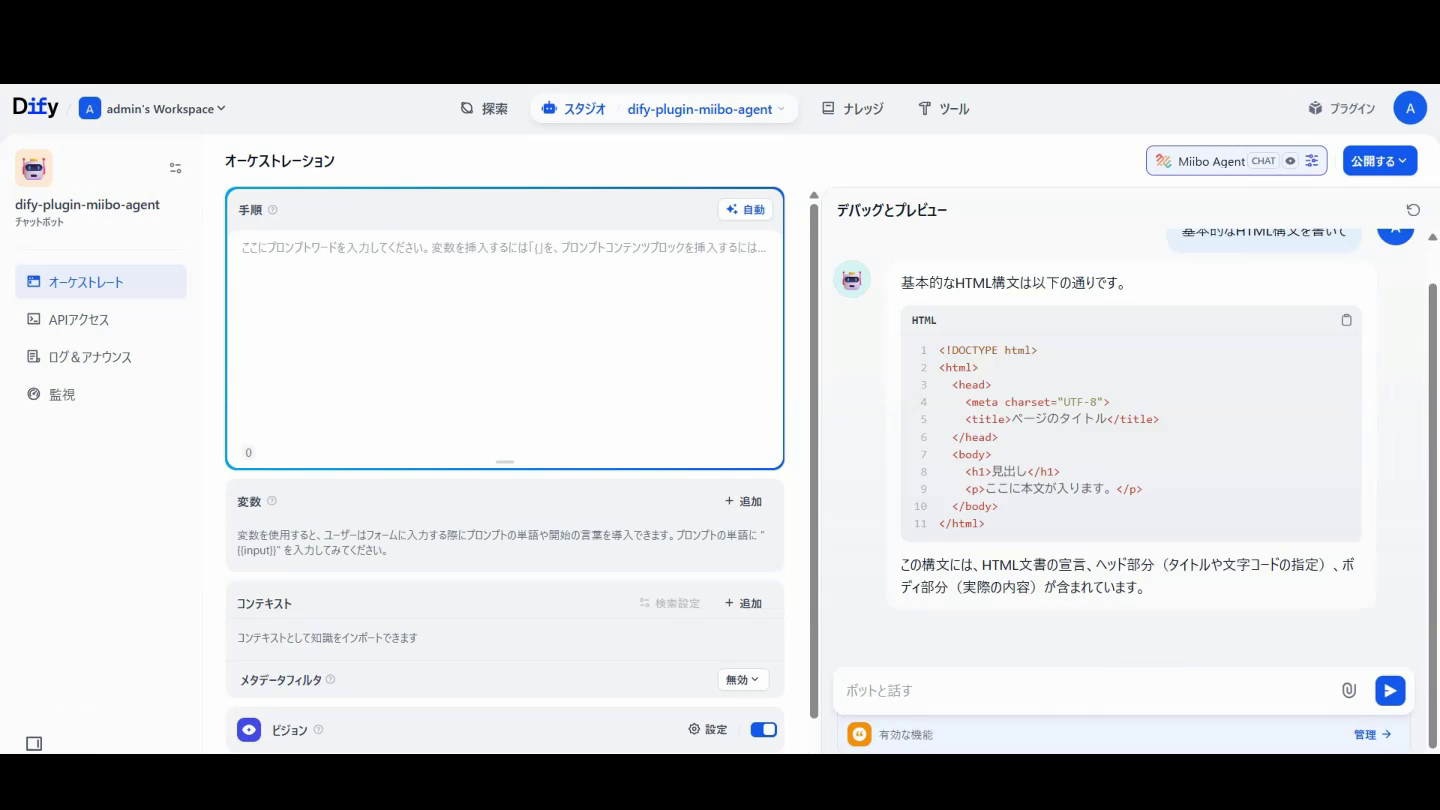 Dify
A admin's Workspace
探索
スタジオ
dify-plugin-miibo-agent
ナレッジ
ツール
プラグイン
A
dify-plugin-miibo-agent
チャットボット
オーケストレート
APIアクセス
ログ＆アナウンス
監視
オーケストレーション
Miibo Agent CHAT
公開する
手順
自動
ここにプロンプトワードを入力してください。変数を挿入するには「{」を、プロンプトコンテンツブロックを挿入するには...
0
変数
+ 追加
変数を使用すると、ユーザーはフォームに入力する際にプロンプトの単語や開始の言葉を導入できます。プロンプトの単語に "
{{input}}" を入力してみてください。
コンテキスト
検索設定
+ 追加
コンテキストとして知識をインポートできます
メタデータフィルタ
無効
ビジョン
設定
デバッグとプレビュー
基本的なHTML構文を書いて
A
基本的なHTML構文は以下の通りです。
HTML
1 <!DOCTYPE html>
2 <html>
3 <head>
4 <meta charset="UTF-8">
5 <title>ページのタイトル</title>
6 </head>
7 <body>
8 <h1>見出し</h1>
9 <p>ここに本文が入ります。</p>
10 </body>
11 </html>
この構文には、HTML文書の宣言、ヘッド部分（タイトルや文字コードの指定）、ボ
ディ部分（実際の内容）が含まれています。
ボットと話す
有効な機能
管理 →